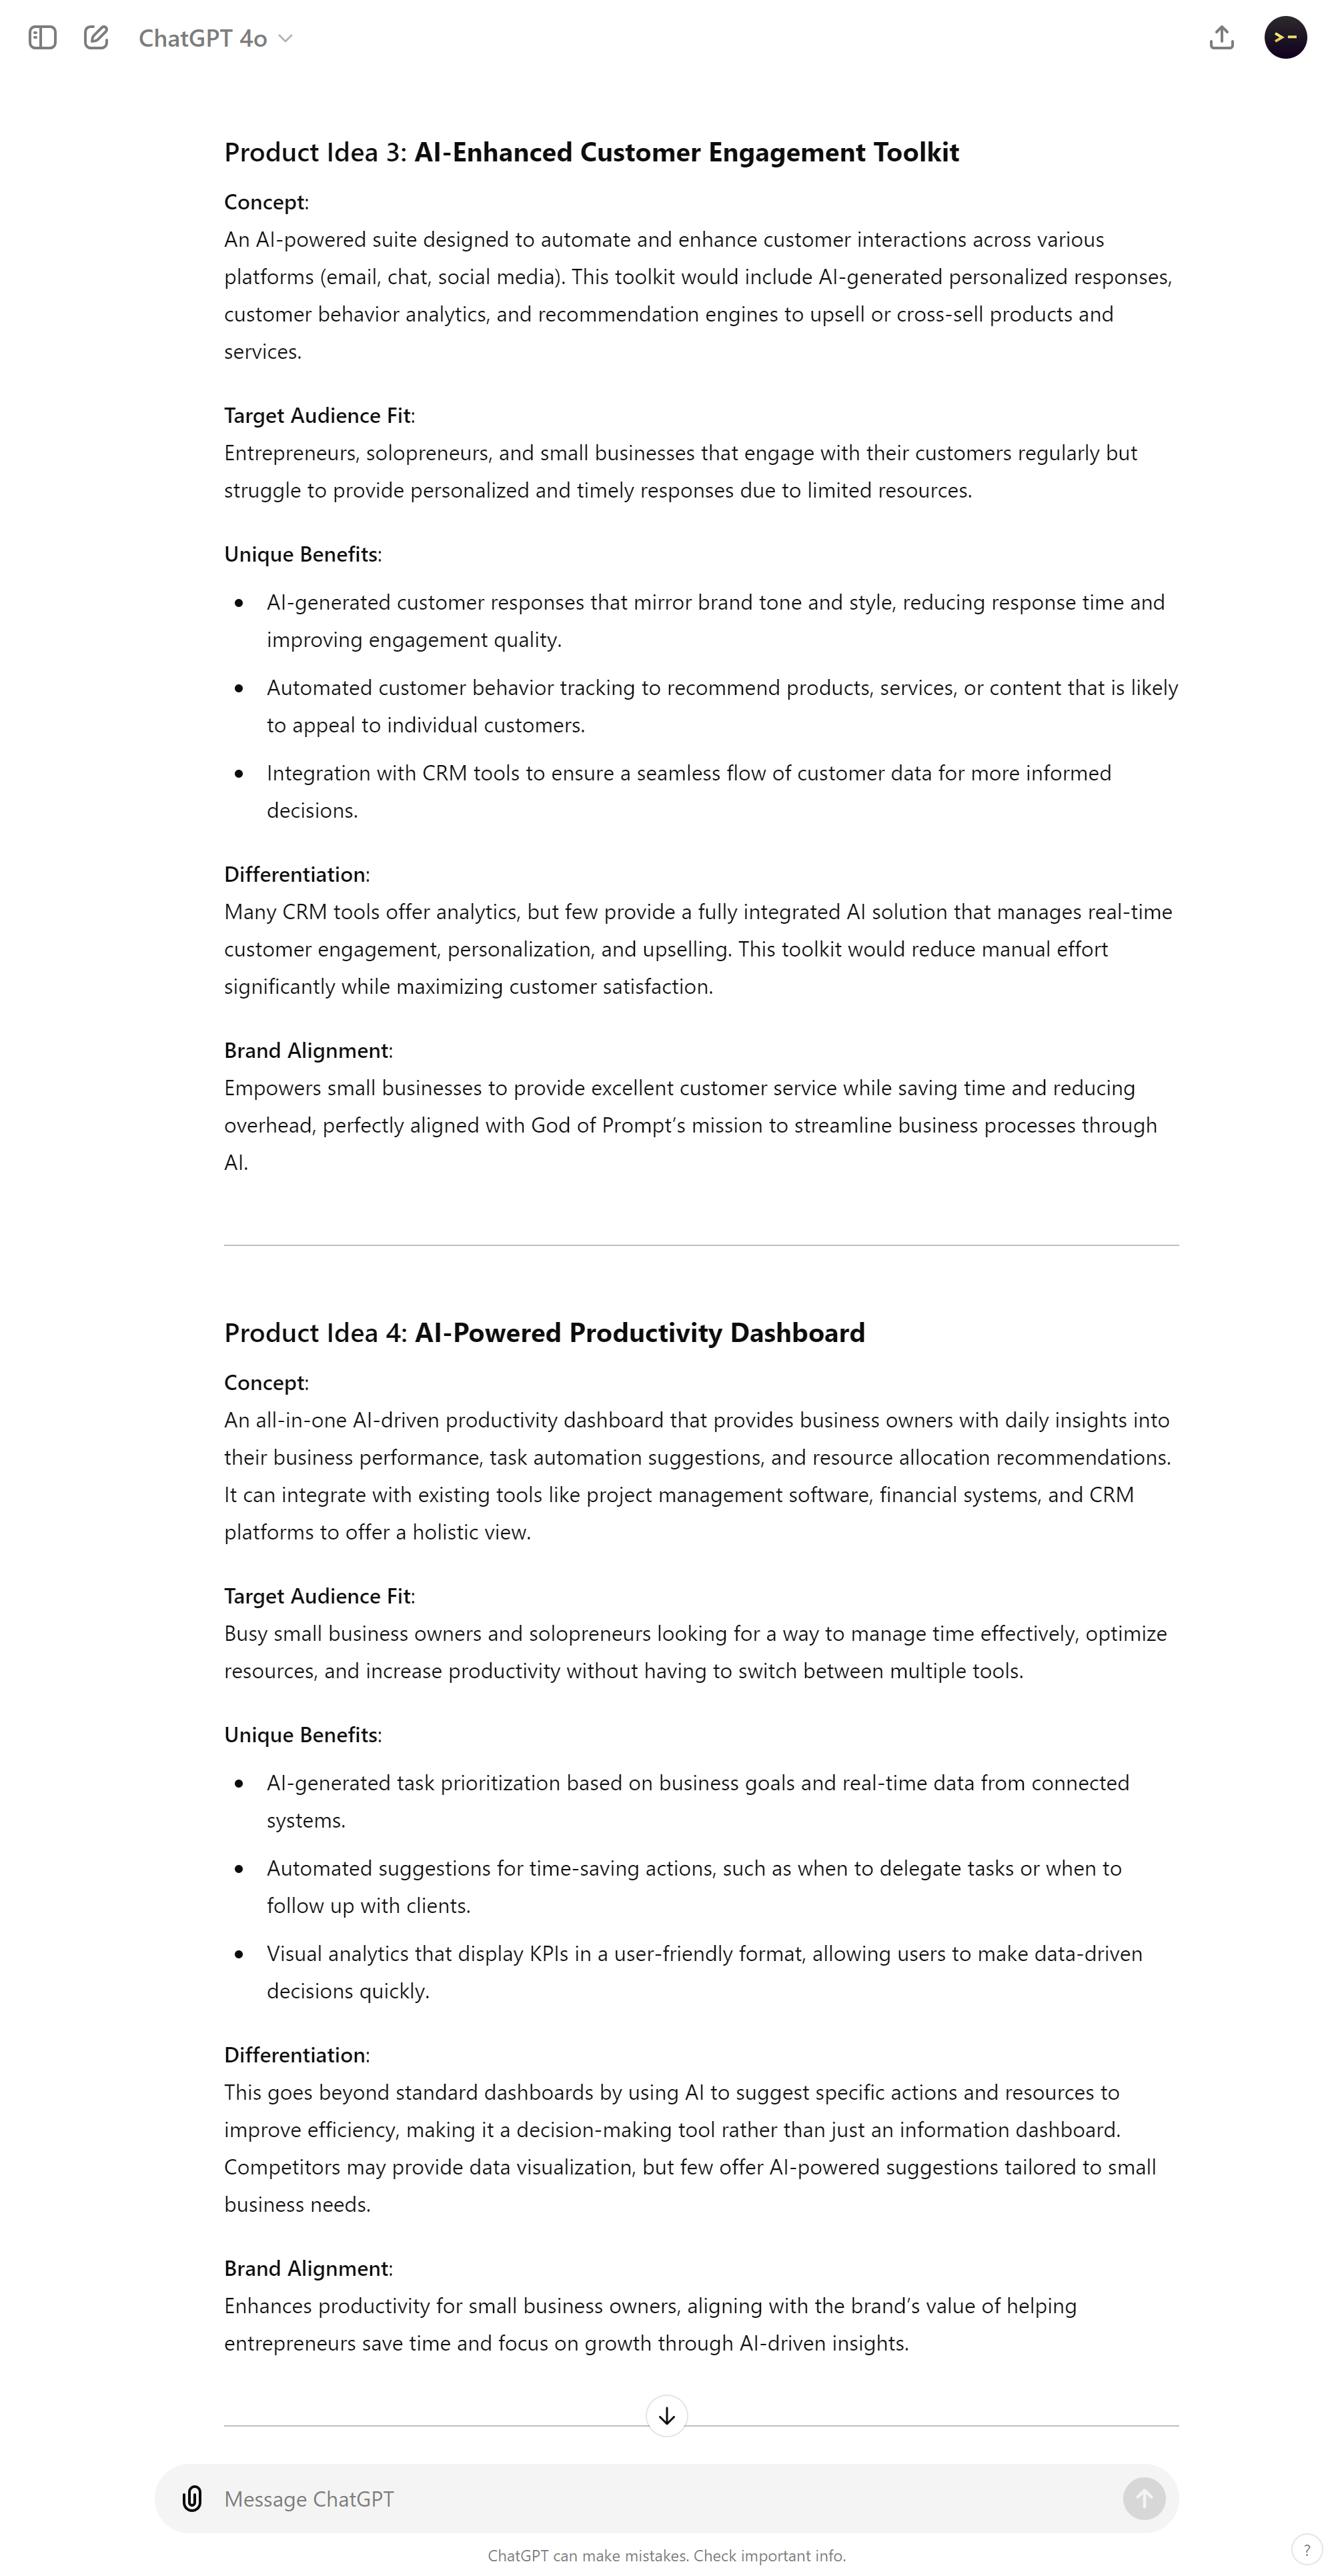 ChatGPT 4o
Product Idea 3: AI-Enhanced Customer Engagement Toolkit
Concept:
An AI-powered suite designed to automate and enhance customer interactions across various
platforms (email, chat, social media). This toolkit would include AI-generated personalized responses,
customer behavior analytics, and recommendation engines to upsell or cross-sell products and
services.
Target Audience Fit:
Entrepreneurs, solopreneurs, and small businesses that engage with their customers regularly but
struggle to provide personalized and timely responses due to limited resources.
Unique Benefits:
• AI-generated customer responses that mirror brand tone and style, reducing response time and
improving engagement quality.
• Automated customer behavior tracking to recommend products, services, or content that is likely
to appeal to individual customers.
• Integration with CRM tools to ensure a seamless flow of customer data for more informed
decisions.
Differentiation:
Many CRM tools offer analytics, but few provide a fully integrated AI solution that manages real-time
customer engagement, personalization, and upselling. This toolkit would reduce manual effort
significantly while maximizing customer satisfaction.
Brand Alignment:
Empowers small businesses to provide excellent customer service while saving time and reducing
overhead, perfectly aligned with God of Prompt’s mission to streamline business processes through
AI.
Product Idea 4: AI-Powered Productivity Dashboard
Concept:
An all-in-one AI-driven productivity dashboard that provides business owners with daily insights into
their business performance, task automation suggestions, and resource allocation recommendations.
It can integrate with existing tools like project management software, financial systems, and CRM
platforms to offer a holistic view.
Target Audience Fit:
Busy small business owners and solopreneurs looking for a way to manage time effectively, optimize
resources, and increase productivity without having to switch between multiple tools.
Unique Benefits:
• AI-generated task prioritization based on business goals and real-time data from connected
systems.
• Automated suggestions for time-saving actions, such as when to delegate tasks or when to
follow up with clients.
• Visual analytics that display KPIs in a user-friendly format, allowing users to make data-driven
decisions quickly.
Differentiation:
This goes beyond standard dashboards by using AI to suggest specific actions and resources to
improve efficiency, making it a decision-making tool rather than just an information dashboard.
Competitors may provide data visualization, but few offer AI-powered suggestions tailored to small
business needs.
Brand Alignment:
Enhances productivity for small business owners, aligning with the brand’s value of helping
entrepreneurs save time and focus on growth through AI-driven insights.
Message ChatGPT
ChatGPT can make mistakes. Check important info.
?